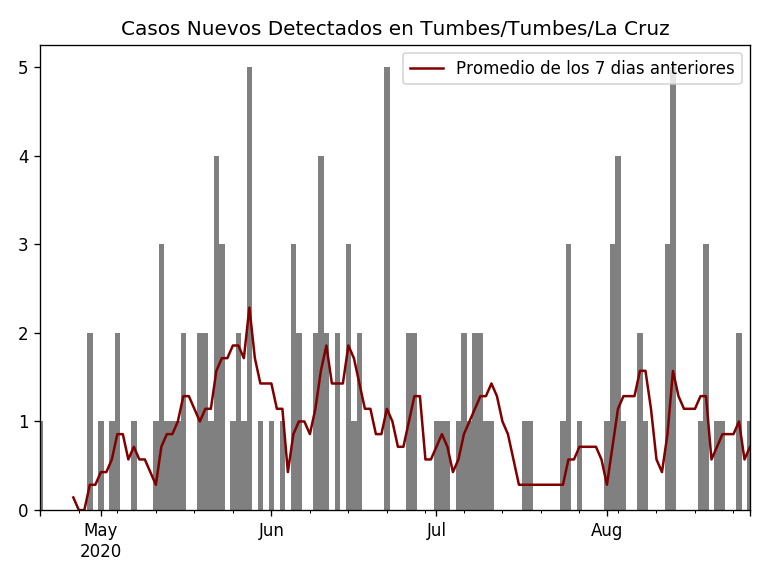 Casos Nuevos Detectados en Tumbes/Tumbes/La Cruz
Promedio de los 7 dias anteriores
5
4
3
2
1
0
May
2020
Jun
Jul
Aug